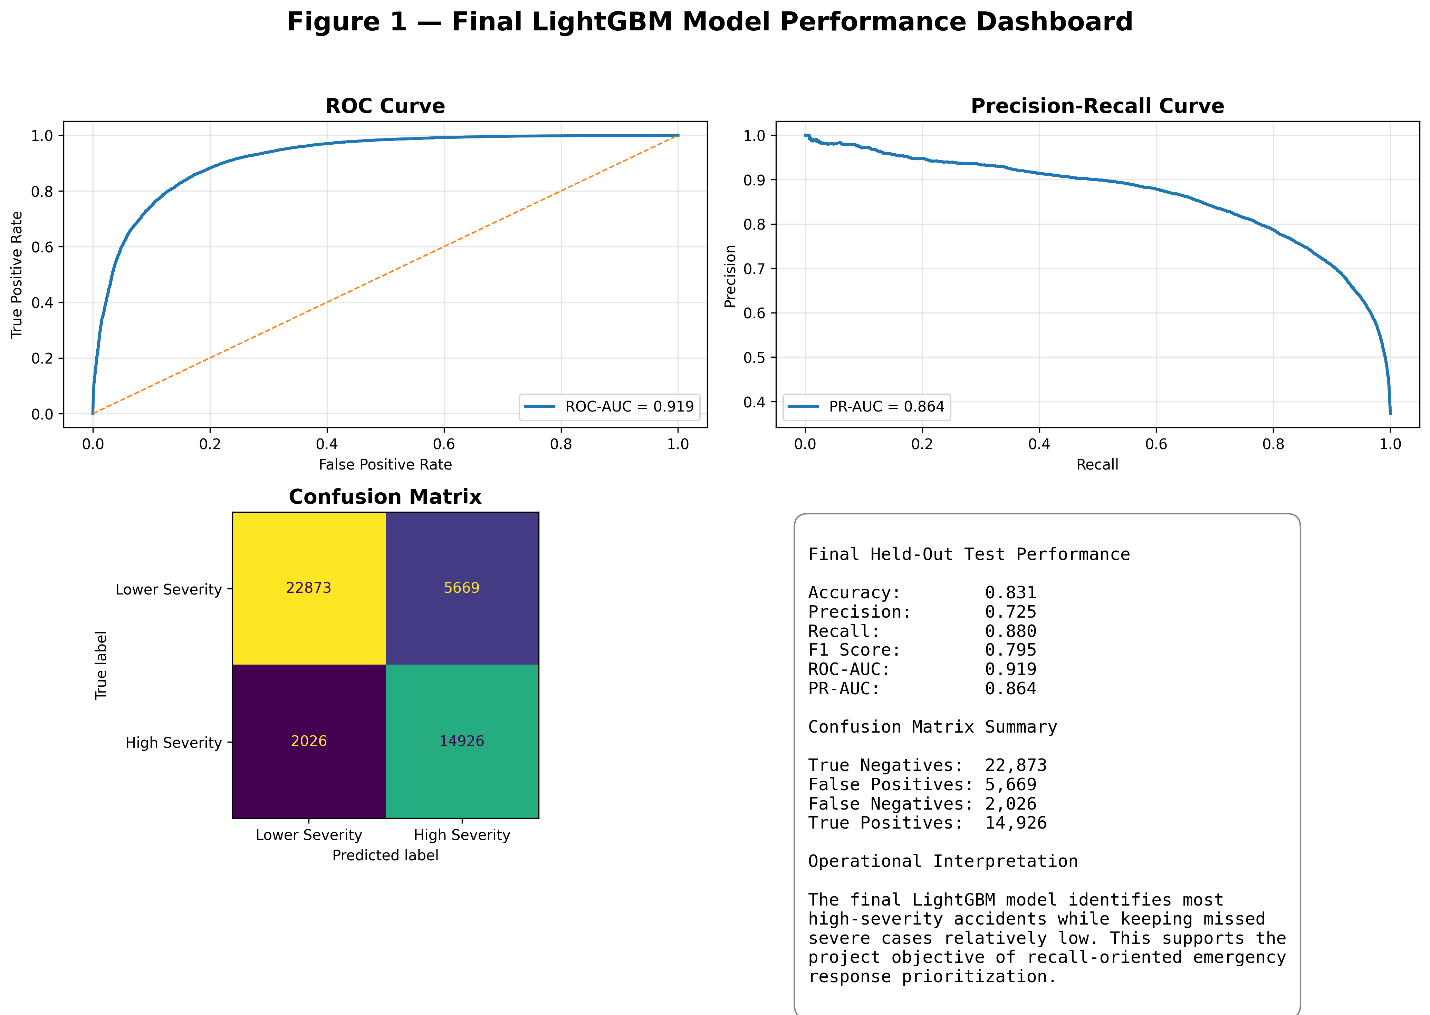 Figure 1 — Final LightGBM Model Performance Dashboard
ROC Curve
1.0
0.8
0.6
0.4
0.2
0.0
True Positive Rate
0.0 0.2 0.4 0.6 0.8 1.0
False Positive Rate
ROC-AUC = 0.919
Precision-Recall Curve
1.0
0.9
0.8
0.7
0.6
0.5
0.4
Precision
0.0 0.2 0.4 0.6 0.8 1.0
Recall
PR-AUC = 0.864
Confusion Matrix
True label
Lower Severity 22873 5669
High Severity 2026 14926
Lower Severity High Severity
Predicted label
Final Held-Out Test Performance
Accuracy: 0.831
Precision: 0.725
Recall: 0.880
F1 Score: 0.795
ROC-AUC: 0.919
PR-AUC: 0.864
Confusion Matrix Summary
True Negatives: 22,873
False Positives: 5,669
False Negatives: 2,026
True Positives: 14,926
Operational Interpretation
The final LightGBM model identifies most
high-severity accidents while keeping missed
severe cases relatively low. This supports the
project objective of recall-oriented emergency
response prioritization.